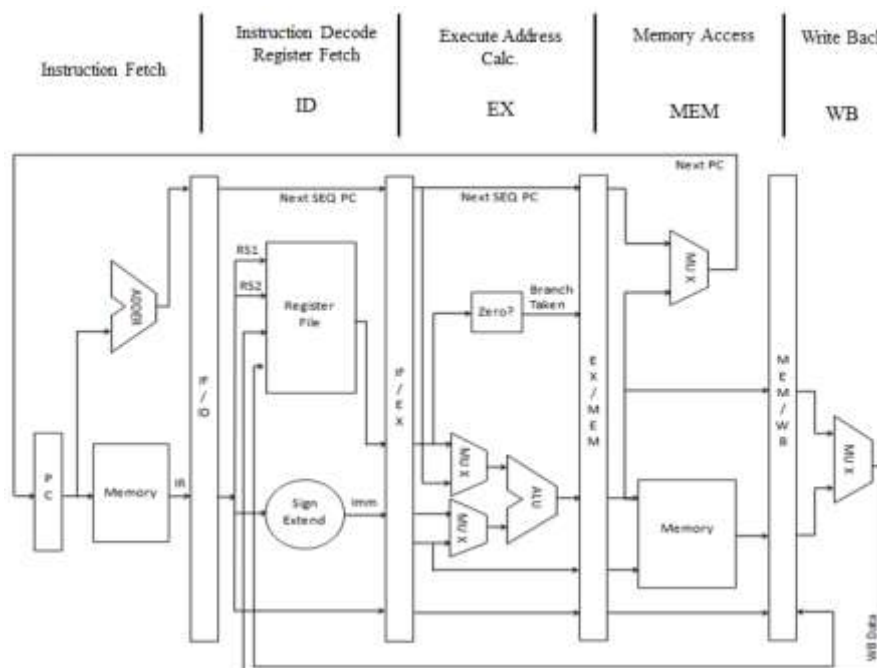 Instruction Fetch
Instruction Decode
Register Fetch
ID
Execute Address
Calc.
EX
Memory Access
MEM
Write Back
WB
Next PC
Next SEQ PC
Next SEQ PC
RS1
RS2
Register
File
ADDER
MUX
Branch
Taken
Zero?
IF/ID
IF/EX
EX/MEM
MEM/WB
PC
Memory
IR
Sign
Extend
Imm
MUX
MUX
ALU
Memory
MUX
WB Data